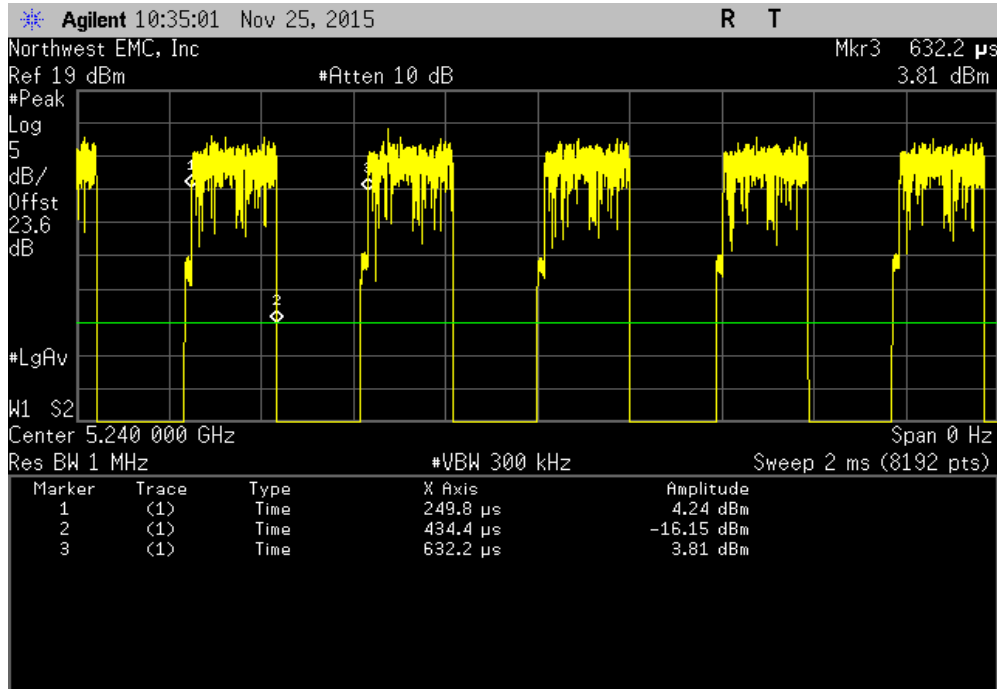 Agilent 10:35:01 Nov 25, 2015 R T
Northwest EMC, Inc Mkr3 632.2 µs
Ref 19 dBm #Atten 10 dB 3.81 dBm
#Peak
Log
5
dB/
Offst
23.6
dB
1
3
2
#LgAv
W1 S2
Center 5.240 000 GHz Span 0 Hz
Res BW 1 MHz #VBW 300 kHz Sweep 2 ms (8192 pts)
Marker Trace Type X Axis Amplitude
1 (1) Time 249.8 µs 4.24 dBm
2 (1) Time 434.4 µs -16.15 dBm
3 (1) Time 632.2 µs 3.81 dBm